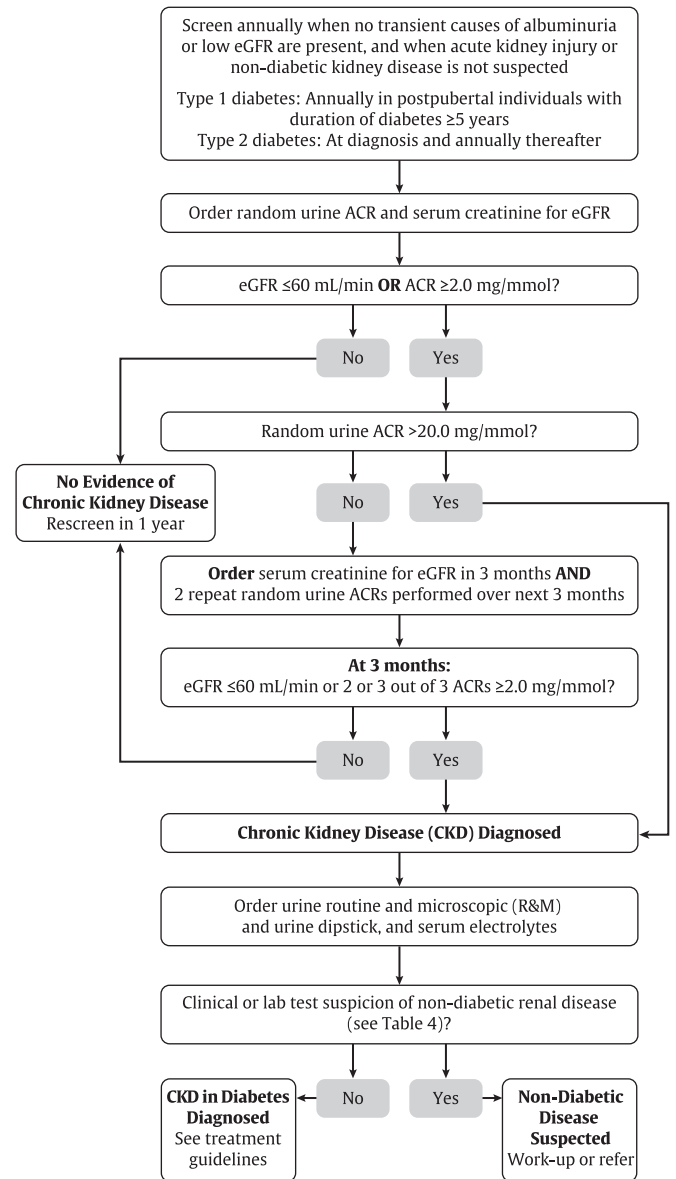 Screen annually when no transient causes of albuminuria
or low eGFR are present, and when acute kidney injury or
non-diabetic kidney disease is not suspected
Type 1 diabetes: Annually in postpubertal individuals with
duration of diabetes ≥5 years
Type 2 diabetes: At diagnosis and annually thereafter
Order random urine ACR and serum creatinine for eGFR
eGFR ≤60 mL/min OR ACR ≥2.0 mg/mmol?
No
Yes
Random urine ACR >20.0 mg/mmol?
No Evidence of
Chronic Kidney Disease
Rescreen in 1 year
No
Yes
Order serum creatinine for eGFR in 3 months AND
2 repeat random urine ACRs performed over next 3 months
At 3 months:
eGFR ≤60 mL/min or 2 or 3 out of 3 ACRs ≥2.0 mg/mmol?
No
Yes
Chronic Kidney Disease (CKD) Diagnosed
Order urine routine and microscopic (R&M)
and urine dipstick, and serum electrolytes
Clinical or lab test suspicion of non-diabetic renal disease
(see Table 4)?
CKD in Diabetes
Diagnosed
See treatment
guidelines
No
Yes
Non-Diabetic
Disease
Suspected
Work-up or refer